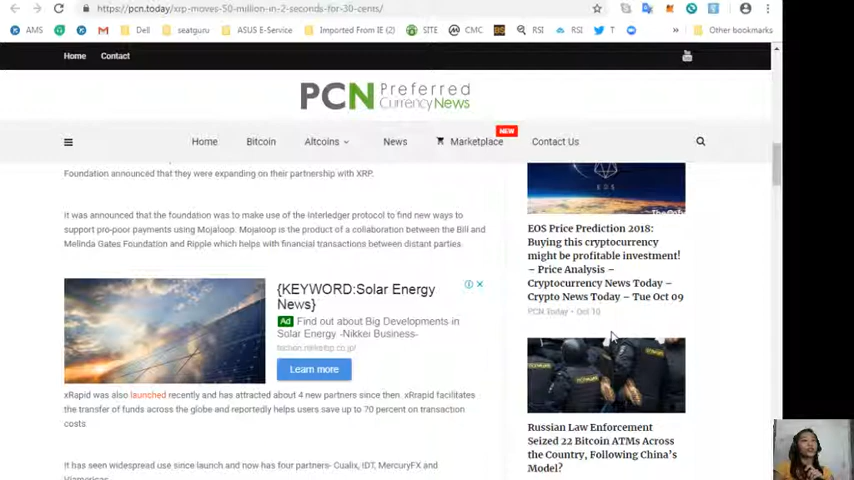 https://pcn.today/xrp-moves-50-million-in-2-seconds-for-30-cents/
AMS
Dell
seatguru
ASUS E-Service
Imported From IE (2)
SITE
CMC
RSI
RSI
T
»
Other bookmarks
Home
Contact
PCN Preferred
Currency News
Home
Bitcoin
Altcoins
News
Marketplace
NEW
Contact Us
Foundation announced that they were expanding on their partnership with XRP.
It was announced that the foundation was to make use of the Interledger protocol to find new ways to
support pro-poor payments using Mojaloop. Mojaloop is the product of a collaboration between the Bill and
Melinda Gates Foundation and Ripple which helps with financial transactions between distant parties.
{KEYWORD:Solar Energy
News}
Ad Find out about Big Developments in
Solar Energy -Nikkei Business-
Learn more
xRapid was also launched recently and has attracted about 4 new partners since then. xRrapid facilitates
the transfer of funds across the globe and reportedly helps users save up to 70 percent on transaction
costs
It has seen widespread use since launch and now has four partners- Cualix, IDT, MercuryFX and
Viamericas
EOS
EOS Price Prediction 2018:
Buying this cryptocurrency
might be profitable investment!
– Price Analysis –
Cryptocurrency News Today –
Crypto News Today – Tue Oct 09
PCN Today - Oct 10
Russian Law Enforcement
Seized 22 Bitcoin ATMs Across
the Country, Following China's
Model?